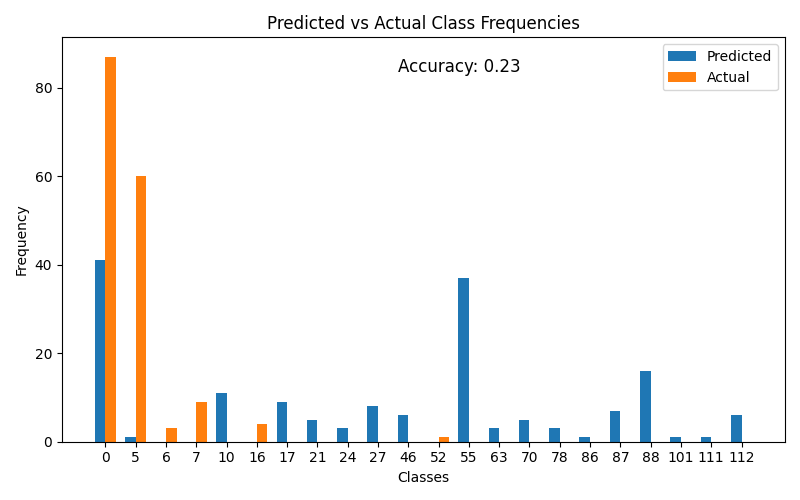 Predicted vs Actual Class Frequencies
Accuracy: 0.23
Predicted
Actual
Frequency
80
60
40
20
0
0 5 6 7 10 16 17 21 24 27 46 52 55 63 70 78 86 87 88 101 111 112
Classes